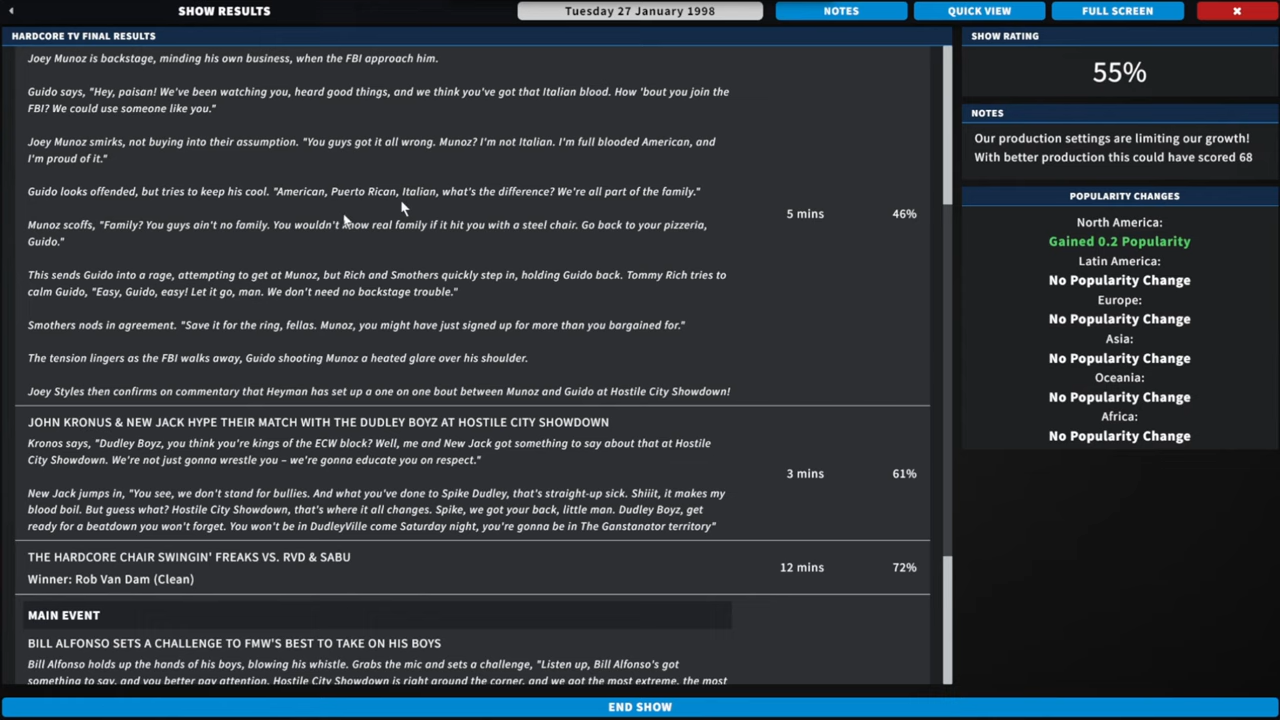 SHOW RESULTS
Tuesday 27 January 1998
NOTES
QUICK VIEW
FULL SCREEN
HARDCORE TV FINAL RESULTS
Joey Munoz is backstage, minding his own business, when the FBI approach him.
Guido says, "Hey, paisan! We've been watching you, heard good things, and we think you've got that Italian blood. How 'bout you join the
FBI? We could use someone like you."
Joey Munoz smirks, not buying into their assumption. "You guys got it all wrong. Munoz? I'm not Italian. I'm full blooded American, and
I'm proud of it."
Guido looks offended, but tries to keep his cool. "American, Puerto Rican, Italian, what's the difference? We're all part of the family."
Munoz scoffs, "Family? You guys ain't no family. You wouldn't know real family if it hit you with a steel chair. Go back to your pizzeria,
Guido."
This sends Guido into a rage, attempting to get at Munoz, but Rich and Smothers quickly step in, holding Guido back. Tommy Rich tries to
calm Guido, "Easy, Guido, easy! Let it go, man. We don't need no backstage trouble."
Smothers nods in agreement. "Save it for the ring, fellas. Munoz, you might have just signed up for more than you bargained for."
The tension lingers as the FBI walks away, Guido shooting Munoz a heated glare over his shoulder.
Joey Styles then confirms on commentary that Heyman has set up a one on one bout between Munoz and Guido at Hostile City Showdown!
5 mins
46%
JOHN KRONUS & NEW JACK HYPE THEIR MATCH WITH THE DUDLEY BOYZ AT HOSTILE CITY SHOWDOWN
Kronos says, "Dudley Boyz, you think you're kings of the ECW block? Well, me and New Jack got something to say about that at Hostile
City Showdown. We're not just gonna wrestle you – we're gonna educate you on respect."
New Jack jumps in, "You see, we don't stand for bullies. And what you've done to Spike Dudley, that's straight-up sick. Shiiit, it makes my
blood boil. But guess what? Hostile City Showdown, that's where it all changes. Spike, we got your back, little man. Dudley Boyz, get
ready for a beatdown you won't forget. You won't be in DudleyVille come Saturday night, you're gonna be in The Ganstanator territory"
3 mins
61%
THE HARDCORE CHAIR SWINGIN' FREAKS VS. RVD & SABU
Winner: Rob Van Dam (Clean)
12 mins
72%
MAIN EVENT
BILL ALFONSO SETS A CHALLENGE TO FMW'S BEST TO TAKE ON HIS BOYS
Bill Alfonso holds up the hands of his boys, blowing his whistle. Grabs the mic and sets a challenge, "Listen up, Bill Alfonso's got
something to say, and you better pay attention. Hostile City Showdown is right around the corner, and we got the most extreme, the most
SHOW RATING
55%
NOTES
Our production settings are limiting our growth!
With better production this could have scored 68
POPULARITY CHANGES
North America:
Gained 0.2 Popularity
Latin America:
No Popularity Change
Europe:
No Popularity Change
Asia:
No Popularity Change
Oceania:
No Popularity Change
Africa:
No Popularity Change
END SHOW